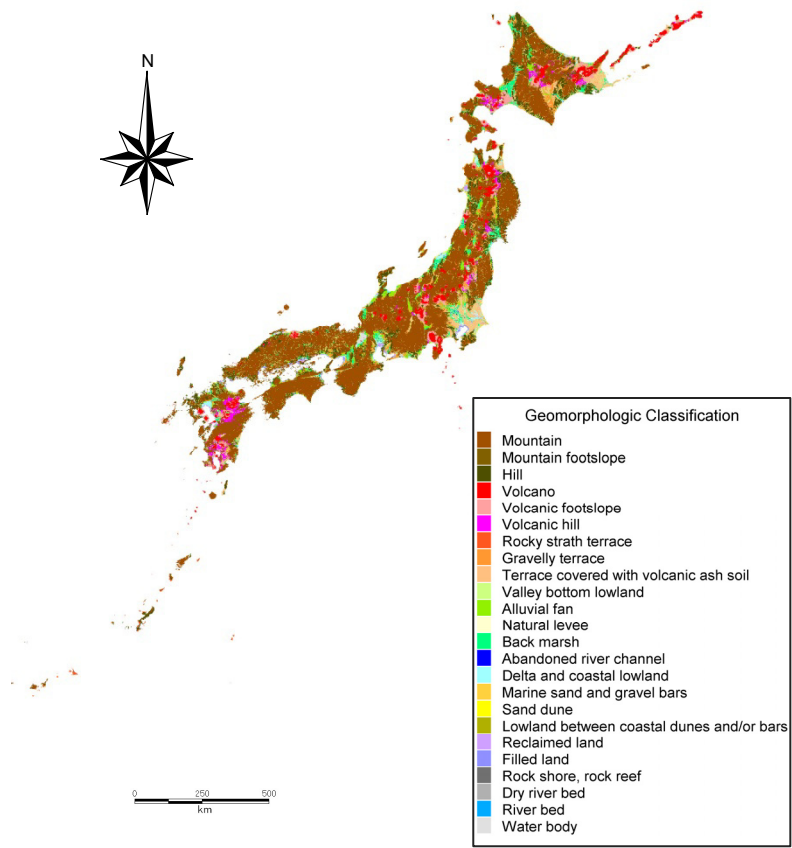 N
Geomorphologic Classification
Mountain
Mountain footslope
Hill
Volcano
Volcanic footslope
Volcanic hill
Rocky strath terrace
Gravelly terrace
Terrace covered with volcanic ash soil
Valley bottom lowland
Alluvial fan
Natural levee
Back marsh
Abandoned river channel
Delta and coastal lowland
Marine sand and gravel bars
Sand dune
Lowland between coastal dunes and/or bars
Reclaimed land
Filled land
Rock shore, rock reef
Dry river bed
River bed
Water body
0 250 500
km